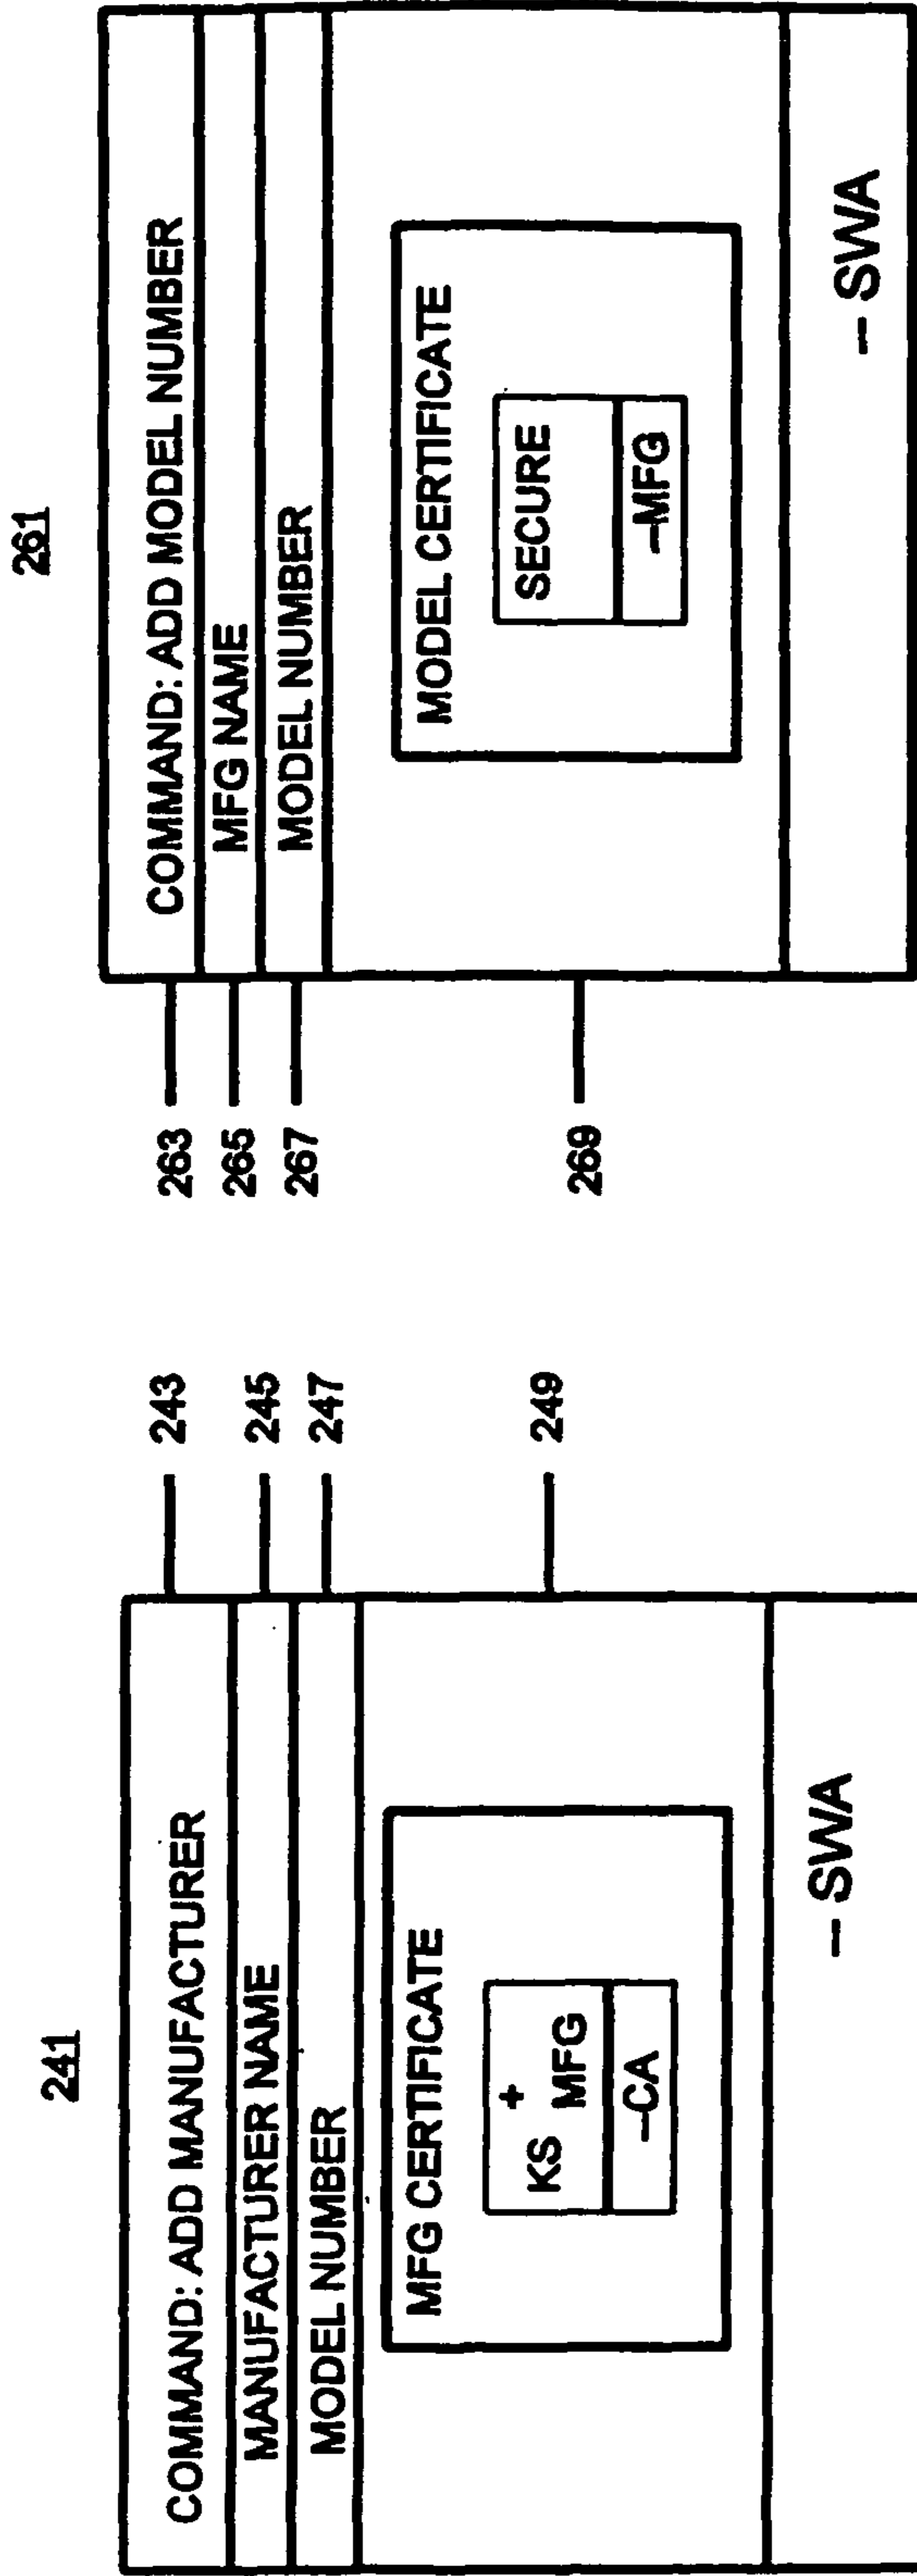 241
COMMAND: ADD MANUFACTURER
MANUFACTURER NAME
MODEL NUMBER
MFG CERTIFICATE
KS + MFG
–CA
– SWA
243
245
247
249
261
COMMAND: ADD MODEL NUMBER
MFG NAME
MODEL NUMBER
MODEL CERTIFICATE
SECURE
–MFG
– SWA
263
265
267
269